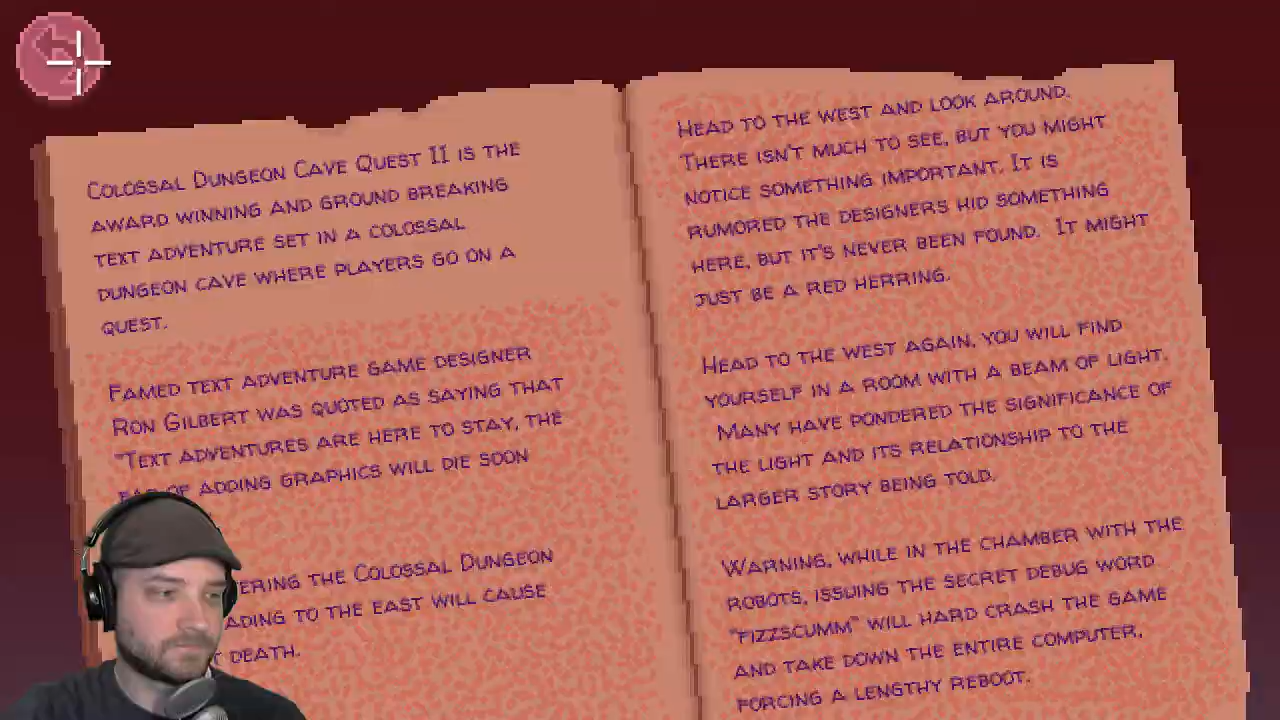 Colossal Dungeon Cave Quest II is the
award winning and ground breaking
text adventure set in a colossal
dungeon cave where players go on a
quest.
Famed text adventure game designer
Ron Gilbert was quoted as saying that
"Text adventures are here to stay, the
of adding graphics will die soon
ering the Colossal Dungeon
ading to the east will cause
death.
Head to the west and look around.
There isn't much to see, but you might
notice something important. It is
rumored the designers hid something
here, but it's never been found. It might
just be a red herring.
Head to the west again, you will find
yourself in a room with a beam of light.
Many have pondered the significance of
the light and its relationship to the
larger story being told.
Warning, while in the chamber with the
robots, issuing the secret debug word
"fizzscumm" will hard crash the game
and take down the entire computer,
forcing a lengthy reboot.